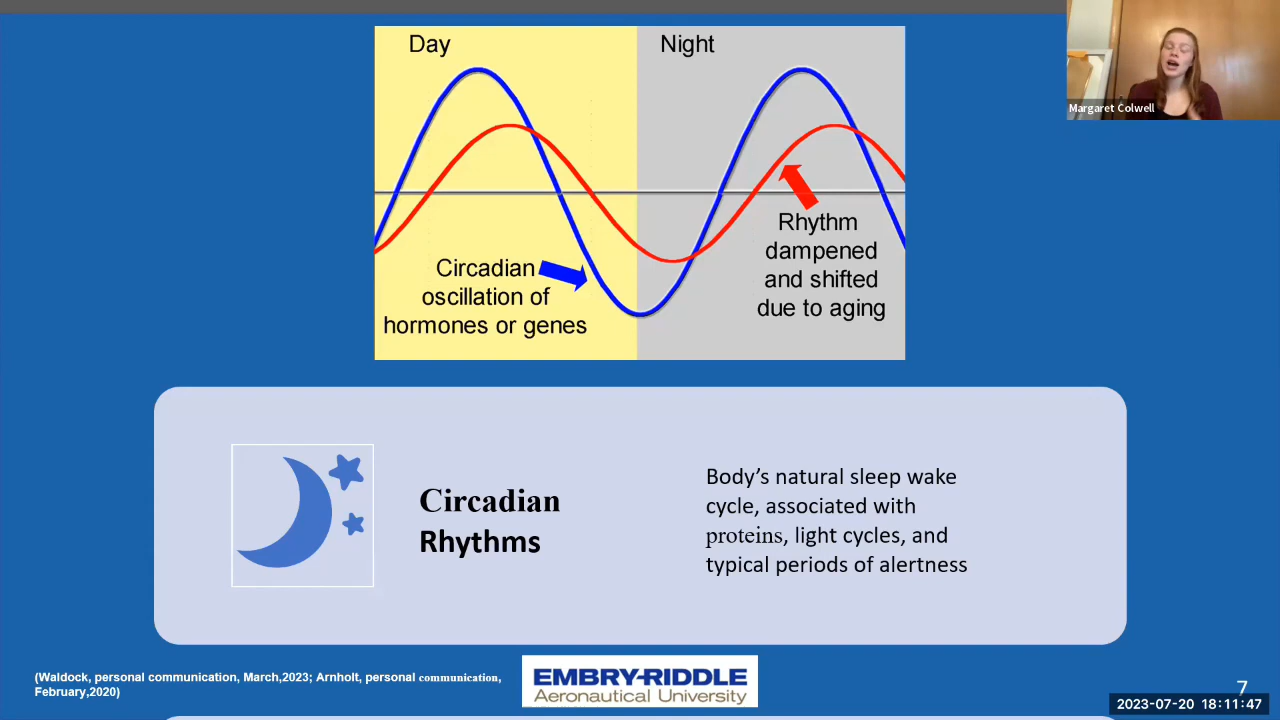 Day
Night
Margaret Colwell
Circadian
oscillation of
hormones or genes
Rhythm
dampened
and shifted
due to aging
Circadian
Rhythms
Body’s natural sleep wake
cycle, associated with
proteins, light cycles, and
typical periods of alertness
(Waldock, personal communication, March,2023; Arnholt, personal communication,
February,2020)
EMBRY-RIDDLE
Aeronautical University
7
2023-07-20 18:11:47